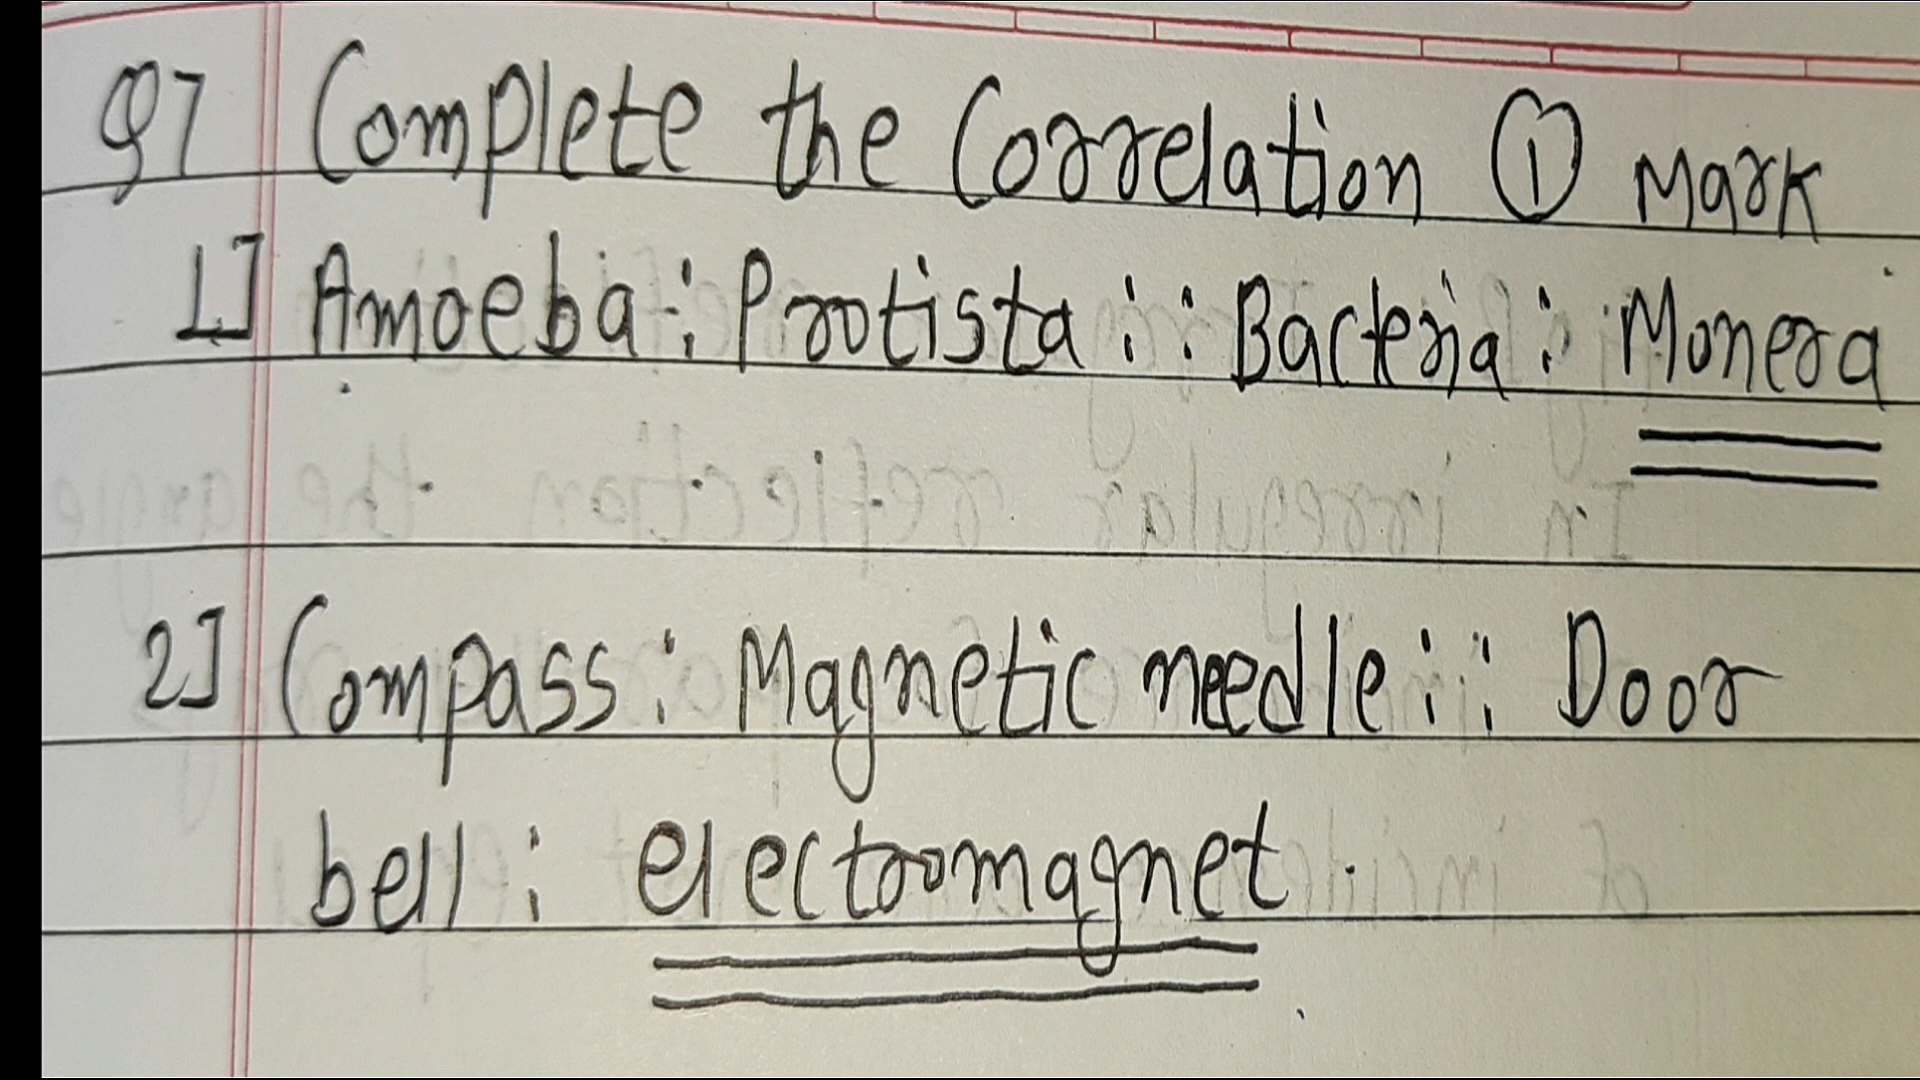 Q7 Complete the Correlation ① Mark
1] Amoeba : Protista : : Bacteria : Monera
2] Compass : Magnetic needle : : Door
bell : electromagnet.